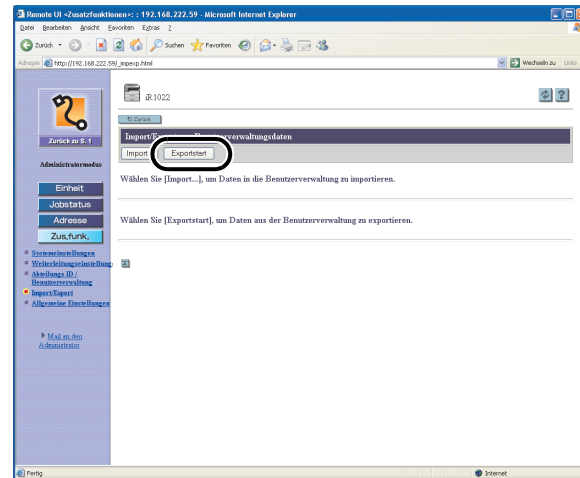 Remote UI <Zusatzfunktionen>: : 192.168.222.59 - Microsoft Internet Explorer
Datei Bearbeiten Ansicht Favoriten Extras ?
Zurück Suchen Favoriten
Adresse http://192.168.222.59/_impexp.html Wechseln zu Links
iR1022
Zurück
Zurück zu S. 1
Import/Export Benutzerverwaltungsdaten
Import Exportstart
Administratormodus
Wählen Sie [Import...], um Daten in die Benutzerverwaltung zu importieren.
Einheit
Jobstatus
Adresse
Wählen Sie [Exportstart], um Daten aus der Benutzerverwaltung zu exportieren.
Zus,funk,
Systemeinstellungen
Weiterleitungseinstellung
Abteilungs ID /
Benutzerverwaltung
Import/Export
Allgemeine Einstellungen
Mail an den
Administrator
Fertig Internet